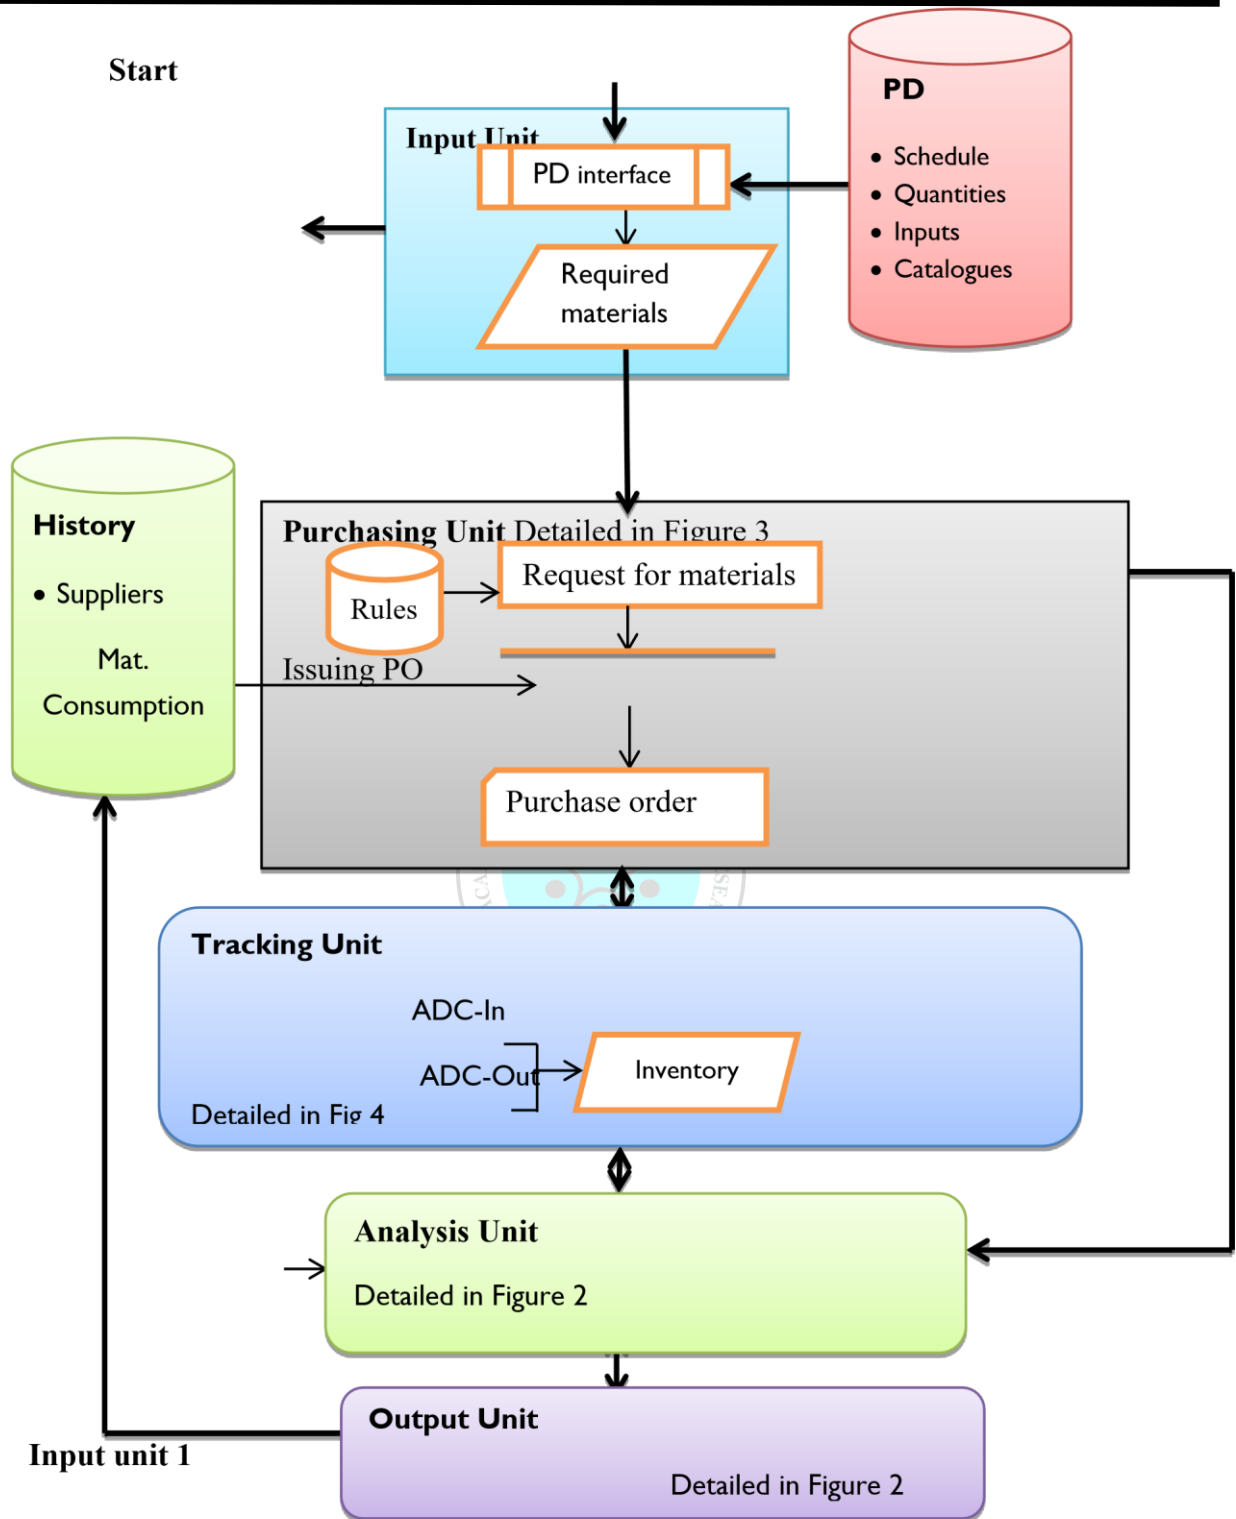 Start
PD
• Schedule
• Quantities
• Inputs
• Catalogues
Input Unit
PD interface
Required
materials
History
• Suppliers
Mat.
Consumption
Purchasing Unit Detailed in Figure 3
Request for materials
Rules
Issuing PO
Purchase order
Tracking Unit
ADC-In
ADC-Out
Inventory
Detailed in Fig 4
Analysis Unit
Detailed in Figure 2
Output Unit
Input unit 1
Detailed in Figure 2